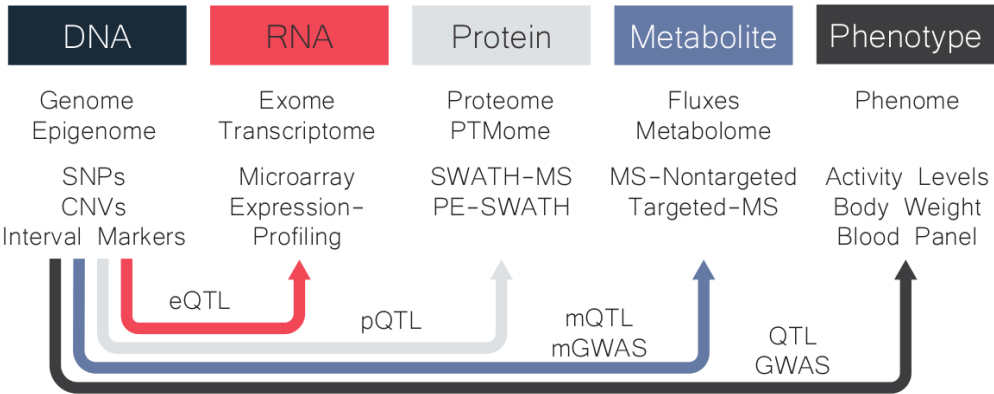 DNA
RNA
Protein
Metabolite
Phenotype
Genome
Epigenome
Exome
Transcriptome
Proteome
PTMome
Fluxes
Metabolome
Phenome
SNPs
CNVs
Interval Markers
Microarray
Expression-
Profiling
SWATH-MS
PE-SWATH
MS-Nontargeted
Targeted-MS
Activity Levels
Body Weight
Blood Panel
eQTL
pQTL
mQTL
mGWAS
QTL
GWAS